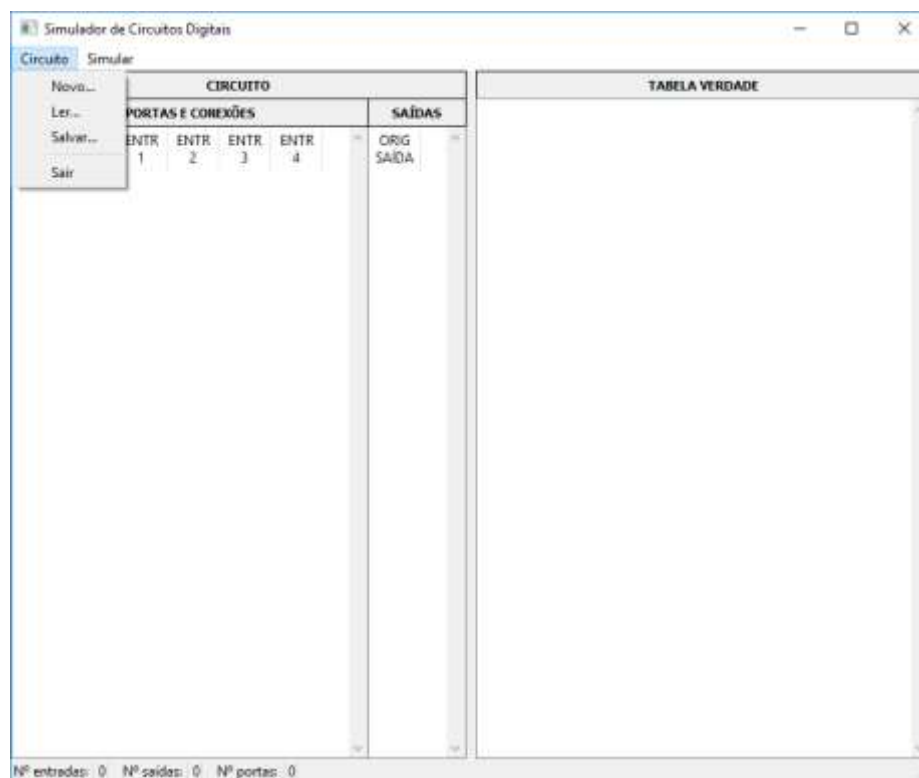 Simulador de Circuitos Digitais
Circuito Simular
CIRCUITO
TABELA VERDADE
Novo...
Ler...
Salvar...
Sair
PORTAS E CONEXÕES
SAÍDAS
ENTR ENTR ENTR ENTR
1 2 3 4
ORIG
SAÍDA
Nº entradas: 0 Nº saídas: 0 Nº portas: 0